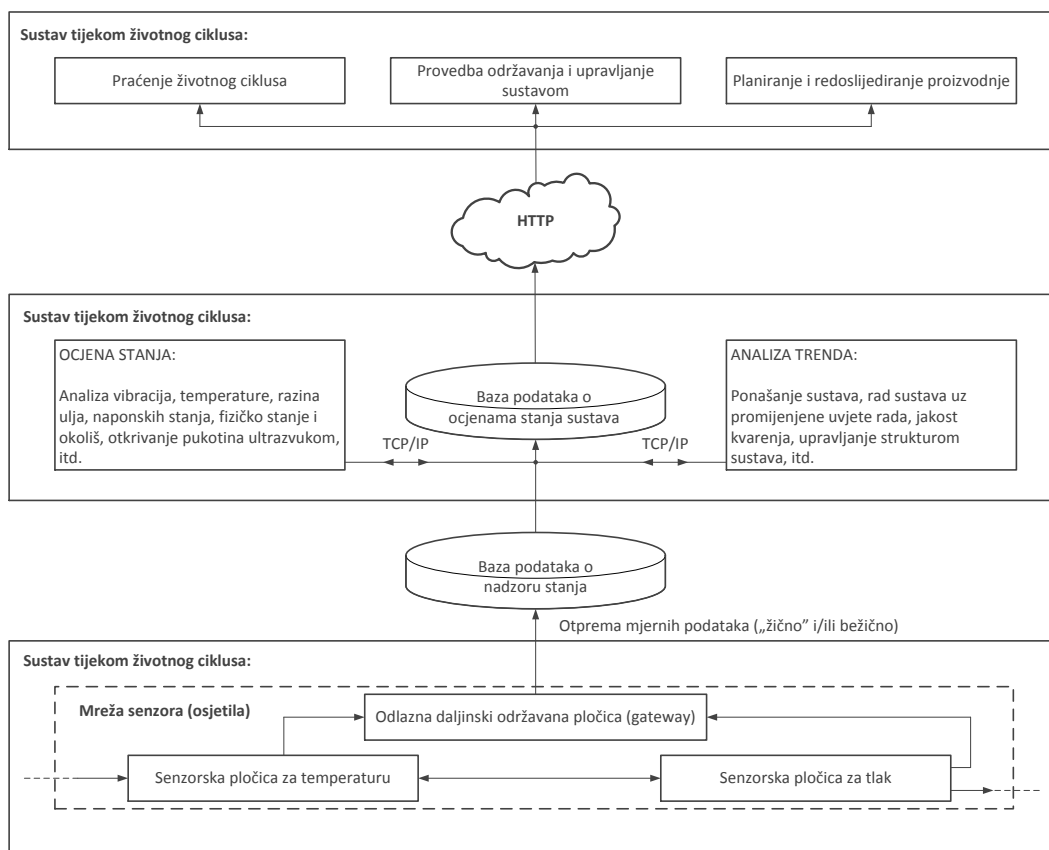 Sustav tijekom životnog ciklusa:
Praćenje životnog ciklusa
Provedba održavanja i upravljanje
sustavom
Planiranje i redoslijediranje proizvodnje
HTTP
Sustav tijekom životnog ciklusa:
OCJENA STANJA:
Analiza vibracija, temperature, razina
ulja, naponskih stanja, fizičko stanje i
okoliš, otkrivanje pukotina ultrazvukom,
itd.
TCP/IP
Baza podataka o
ocjenama stanja sustava
TCP/IP
ANALIZA TRENDA:
Ponašanje sustava, rad sustava uz
promijenjene uvjete rada, jakost
kvarenja, upravljanje strukturom
sustava, itd.
Baza podataka o
nadzoru stanja
Otprema mjernih podataka („žično” i/ili bežično)
Sustav tijekom životnog ciklusa:
Mreža senzora (osjetila)
Odlazna daljinski održavana pločica (gateway)
Senzorska pločica za temperaturu
Senzorska pločica za tlak